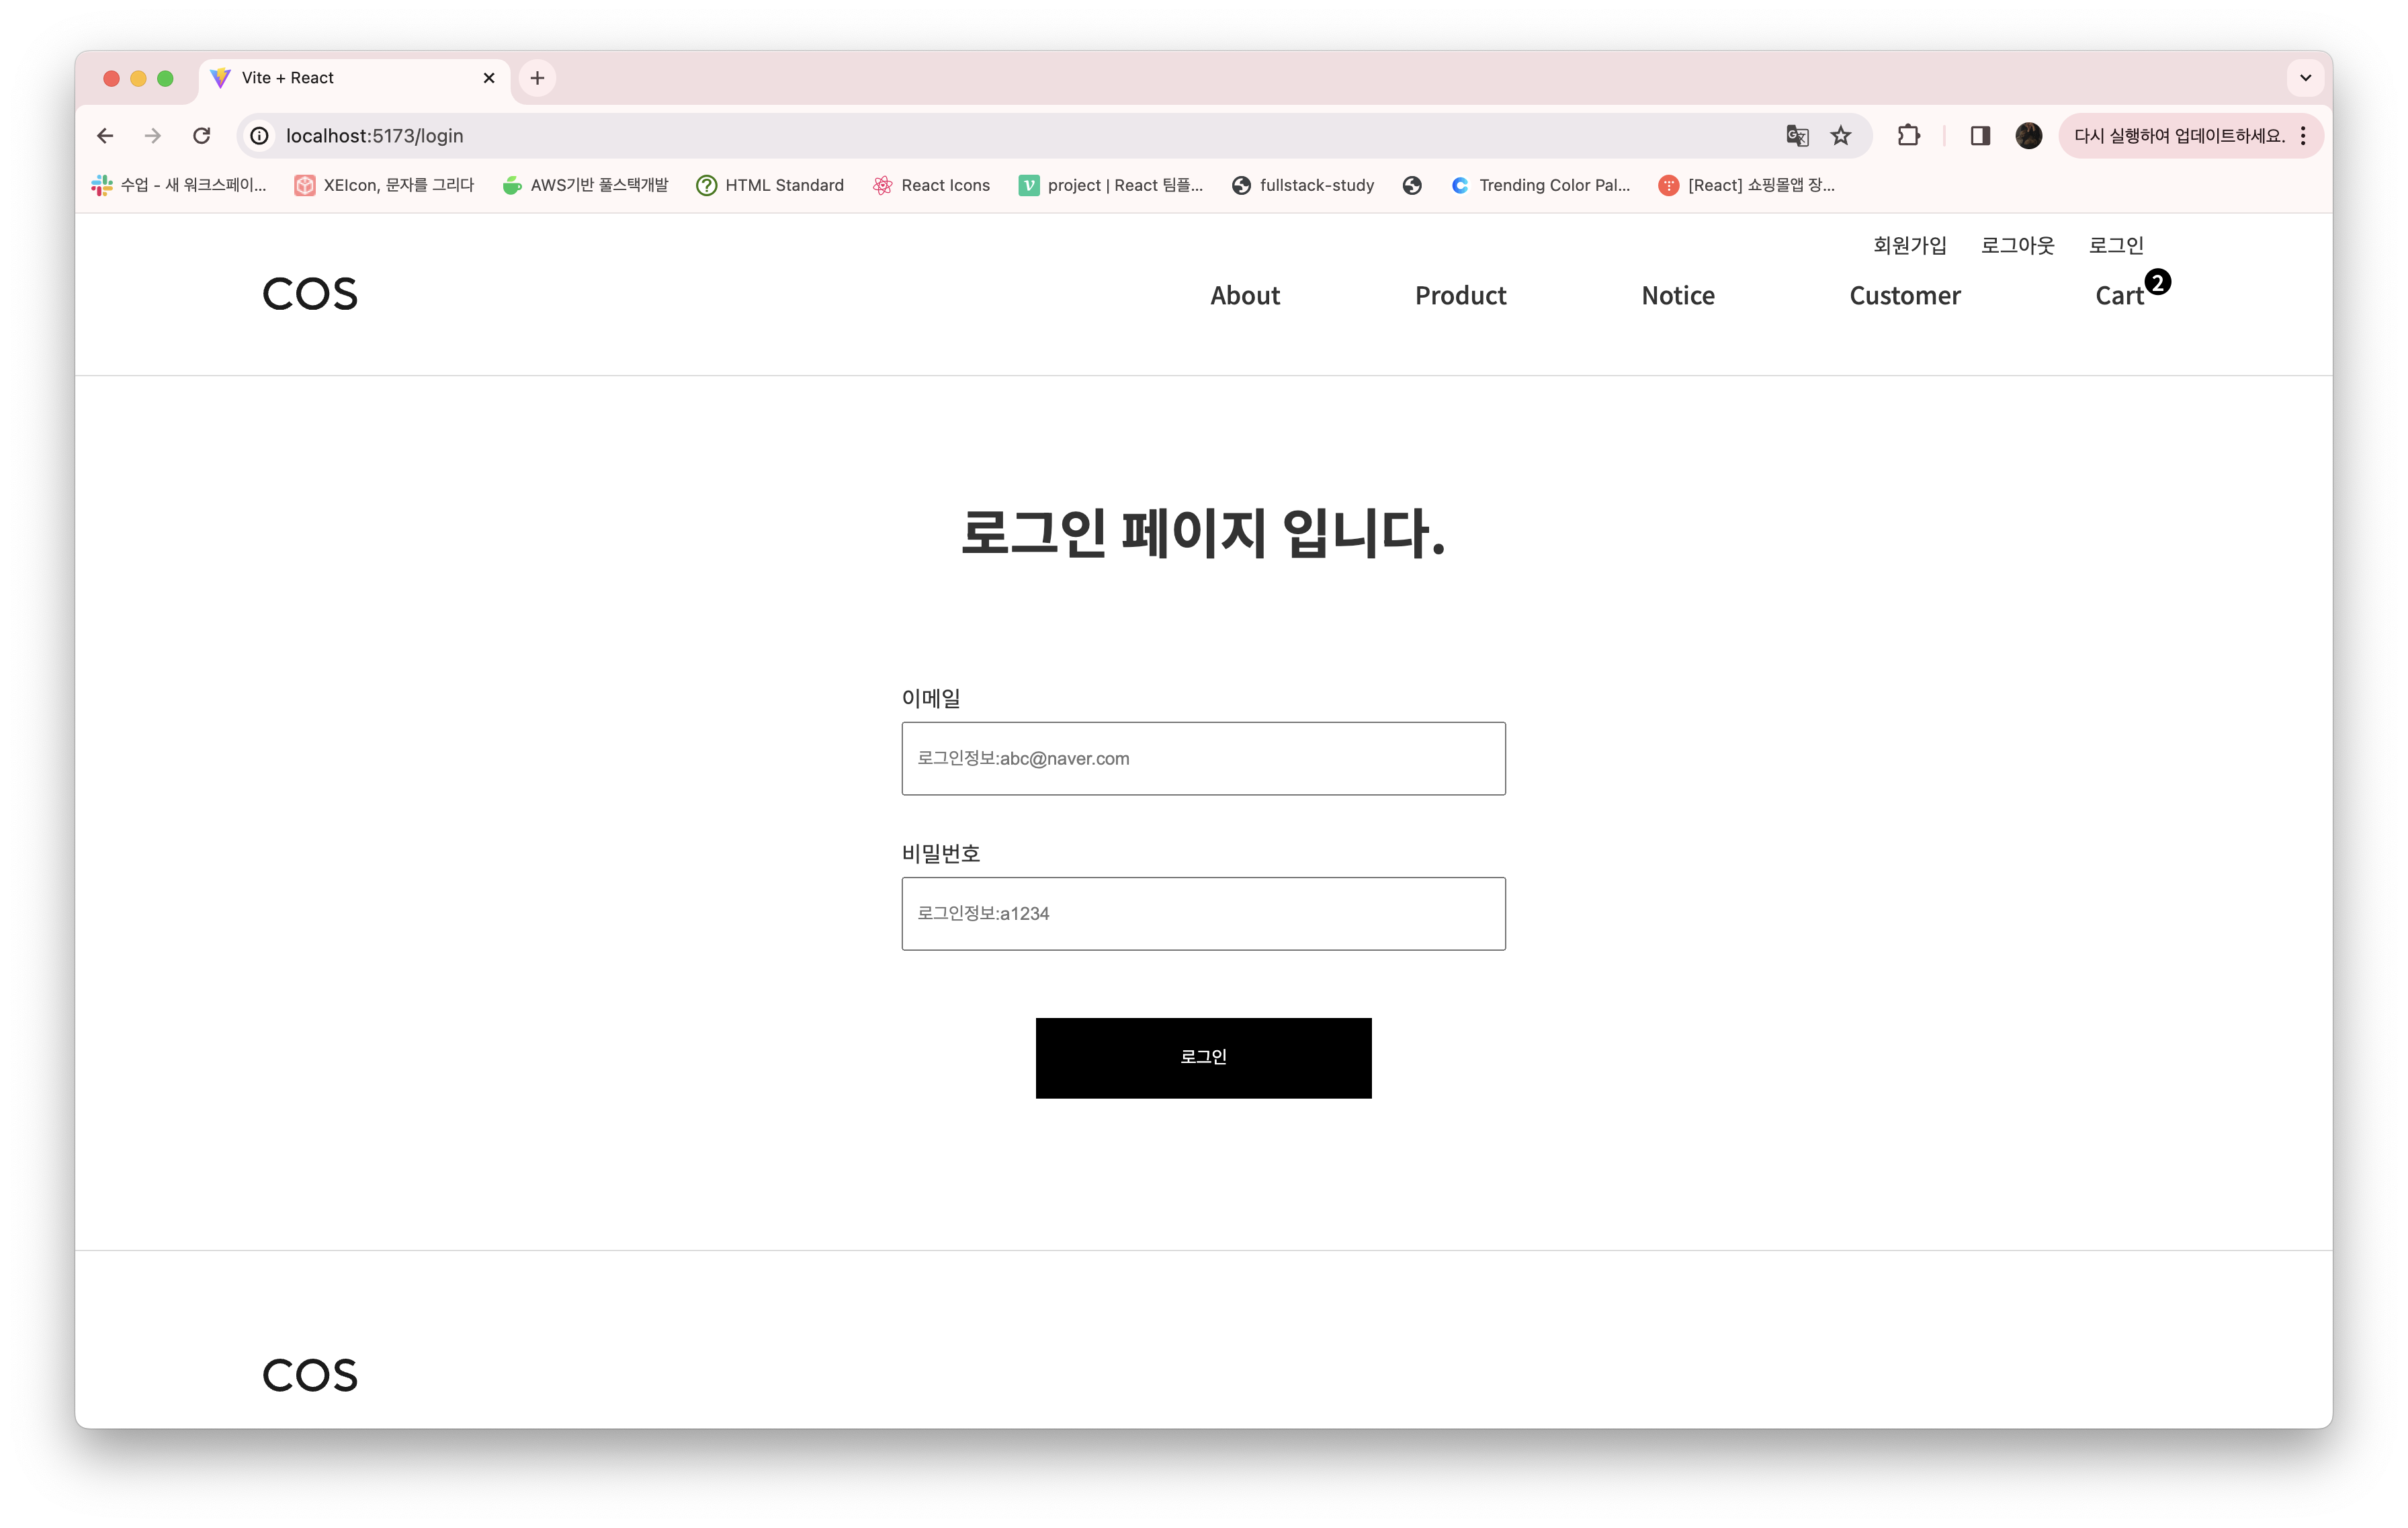 Vite + React
localhost:5173/login
다시 실행하여 업데이트하세요.
수업 - 새 워크스페이... XEIcon, 문자를 그리다 AWS기반 풀스택개발 HTML Standard React Icons project | React 팀플... fullstack-study Trending Color Pal... [React] 쇼핑몰앱 장...
회원가입 로그아웃 로그인
COS About Product Notice Customer Cart 2
로그인 페이지 입니다.
이메일
로그인정보:abc@naver.com
비밀번호
로그인정보:a1234
로그인
COS